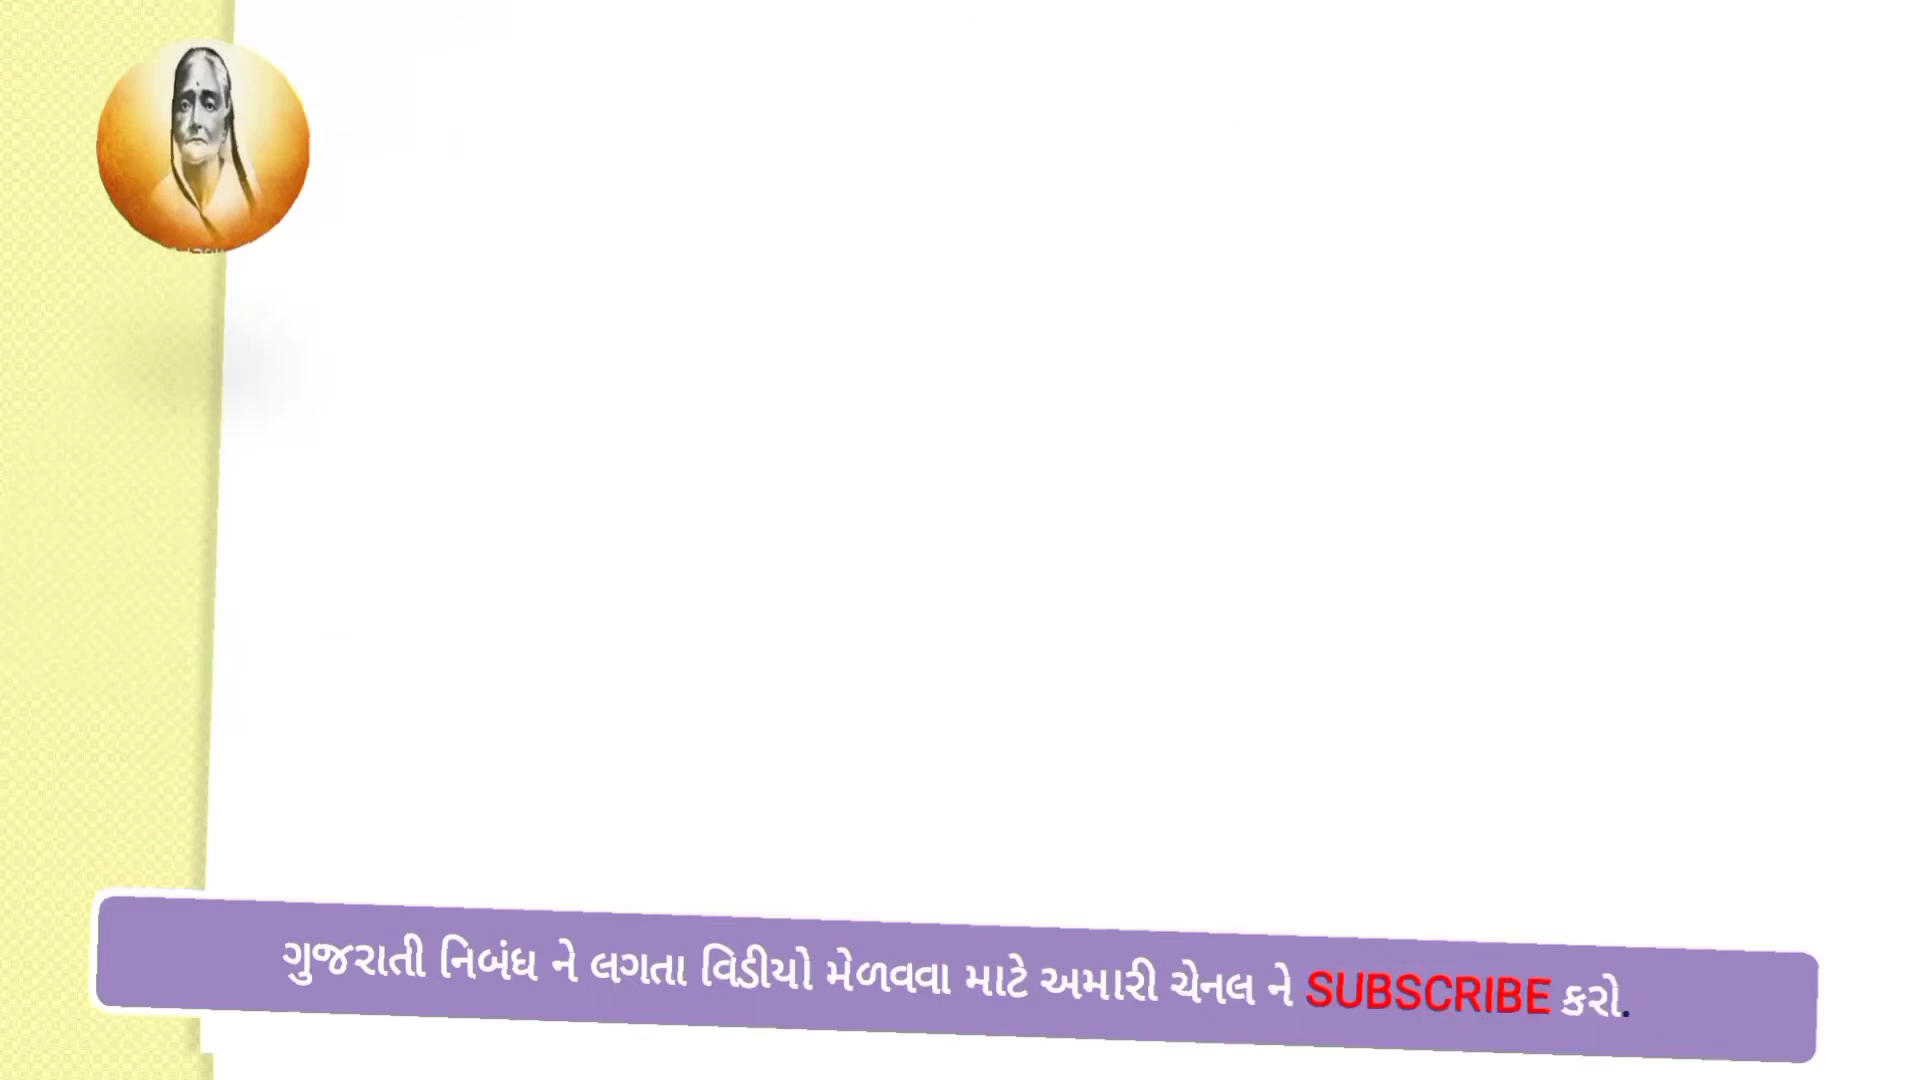 ગુજરાતી નિબંધ ને લગતા વિડીયો મેળવવા માટે અમારી ચેનલ ને SUBSCRIBE કરો.